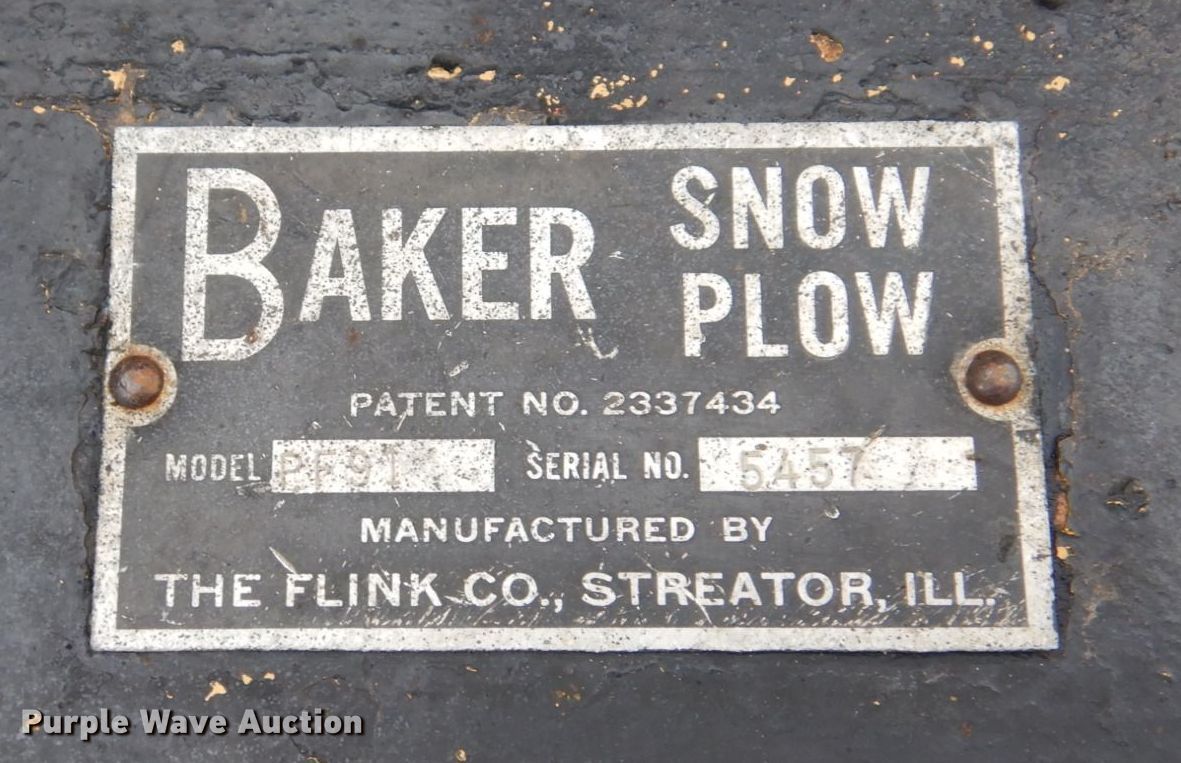 BAKER SNOW PLOW
PATENT NO. 2337434
MODEL PF9I SERIAL NO. 5457
MANUFACTURED BY
THE FLINK CO., STREATOR, ILL.
Purple Wave Auction